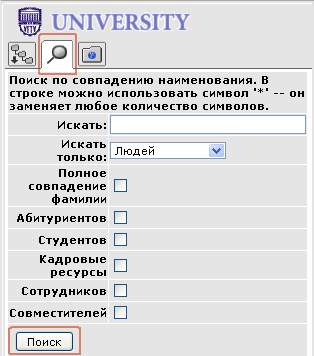 UNIVERSITY
Поиск по совпадению наименования. В
строке можно использовать символ '*' -- он
заменяет любое количество символов.
Искать:
Искать
только: Людей
Полное
совпадение
фамилии
Абитуриентов
Студентов
Кадровые
ресурсы
Сотрудников
Совместителей
Поиск